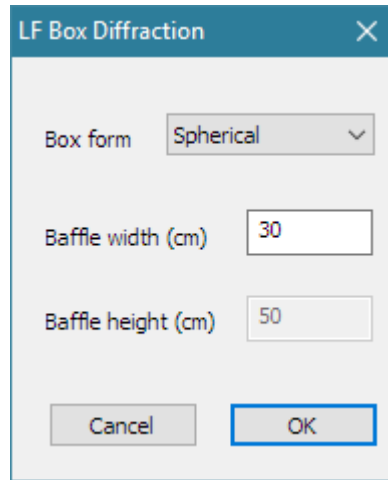 LF Box Diffraction
Box form Spherical
Baffle width (cm) 30
Baffle height (cm) 50
Cancel OK